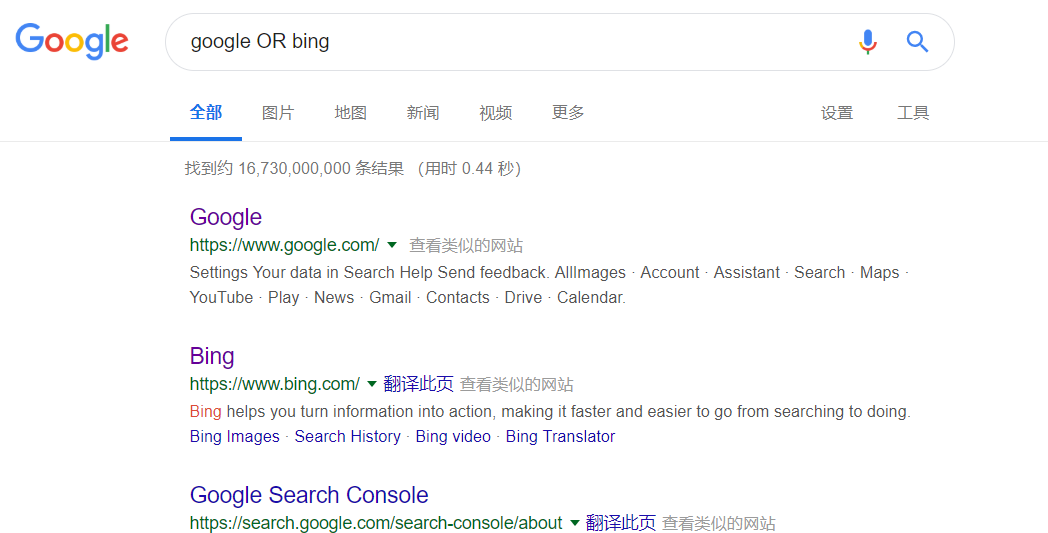 Google google OR bing
全部 图片 地图 新闻 视频 更多 设置 工具
找到约 16,730,000,000 条结果 （用时 0.44 秒）
Google
https://www.google.com/ 查看类似的网站
Settings Your data in Search Help Send feedback. AllImages · Account · Assistant · Search · Maps ·
YouTube · Play · News · Gmail · Contacts · Drive · Calendar.
Bing
https://www.bing.com/ 翻译此页 查看类似的网站
Bing helps you turn information into action, making it faster and easier to go from searching to doing.
Bing Images · Search History · Bing video · Bing Translator
Google Search Console
https://search.google.com/search-console/about 翻译此页 查看类似的网站